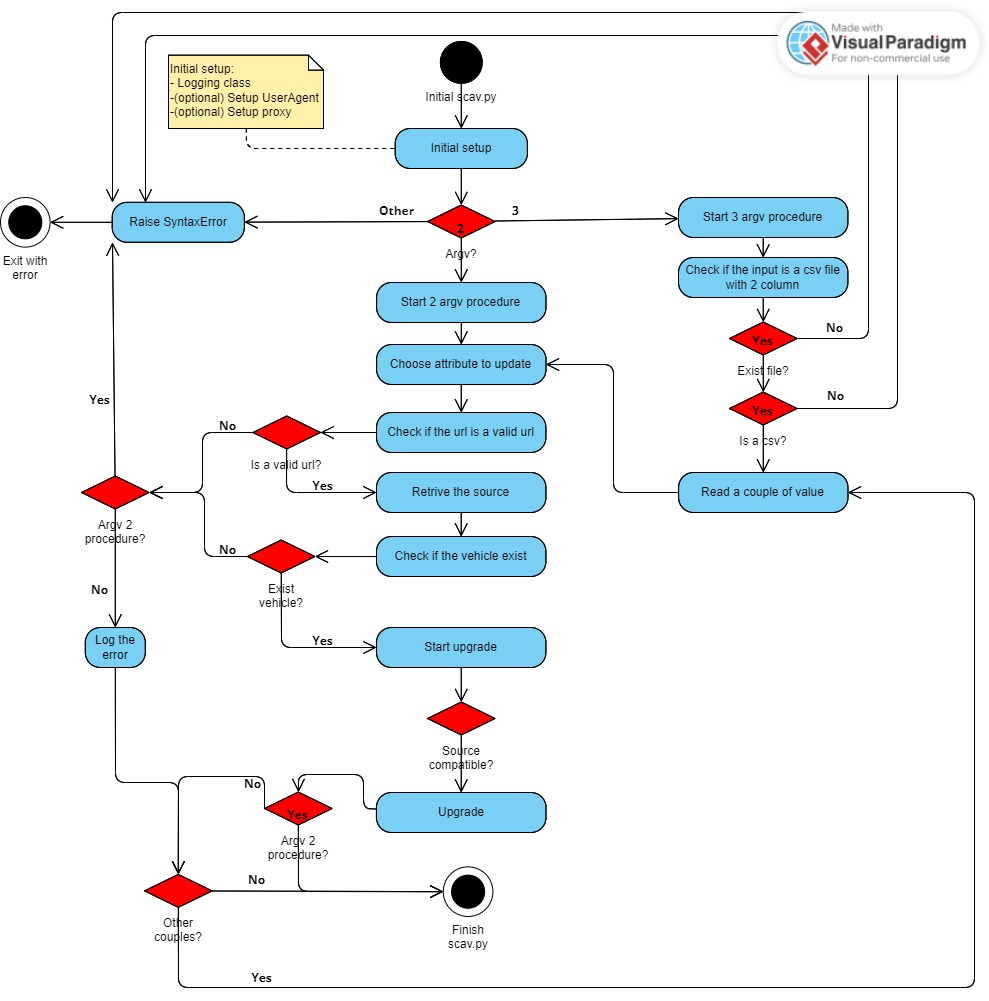 Made with
VisualParadigm
For non-commercial use
Initial setup:
- Logging class
-(optional) Setup UserAgent
-(optional) Setup proxy
Initial scav.py
Initial setup
Other
3
2
Argv?
Raise SyntaxError
Exit with
error
Start 3 argv procedure
Check if the input is a csv file
with 2 column
Yes
No
Exist file?
Yes
No
Is a csv?
Read a couple of value
Start 2 argv procedure
Choose attribute to update
Check if the url is a valid url
No
Is a valid url?
Yes
Retrive the source
Check if the vehicle exist
No
Exist
vehicle?
Yes
Yes
Argv 2
procedure?
No
Log the
error
Start upgrade
Source
compatible?
Upgrade
No
Yes
Argv 2
procedure?
No
Other
couples?
Yes
Finish
scav.py